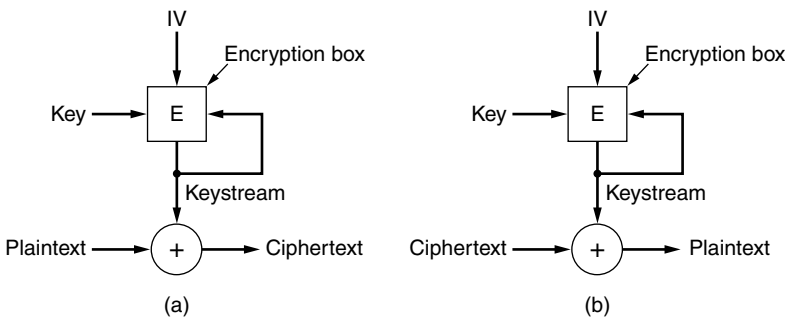 IV
Encryption box
Key
E
Keystream
Plaintext
+
Ciphertext
(a)
IV
Encryption box
Key
E
Keystream
Ciphertext
+
Plaintext
(b)